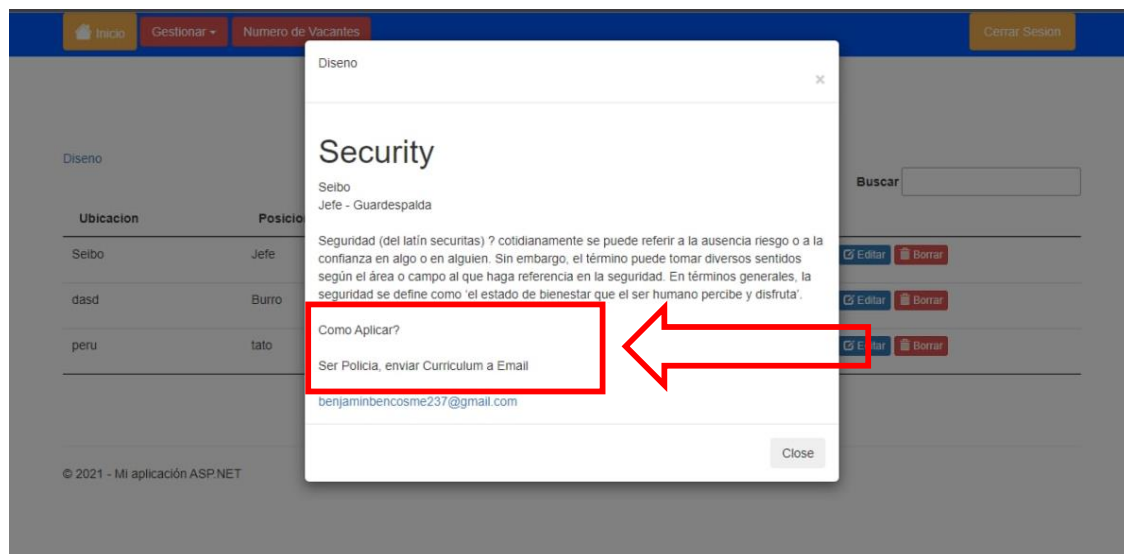 Inicio Gestionar Numero de Vacantes Cerrar Sesion
Diseno
×
Security
Seibo
Jefe - Guardespalda
Seguridad (del latín securitas) ? cotidianamente se puede referir a la ausencia riesgo o a la
confianza en algo o en alguien. Sin embargo, el término puede tomar diversos sentidos
según el área o campo al que haga referencia en la seguridad. En términos generales, la
seguridad se define como 'el estado de bienestar que el ser humano percibe y disfruta'.
Como Aplicar?
Ser Policia, enviar Curriculum a Email
benjaminbencosme237@gmail.com
Close
Diseno
Buscar
Ubicacion Posicio
Seibo Jefe Editar Borrar
dasd Burro Editar Borrar
peru tato Editar Borrar
© 2021 - Mi aplicación ASP.NET